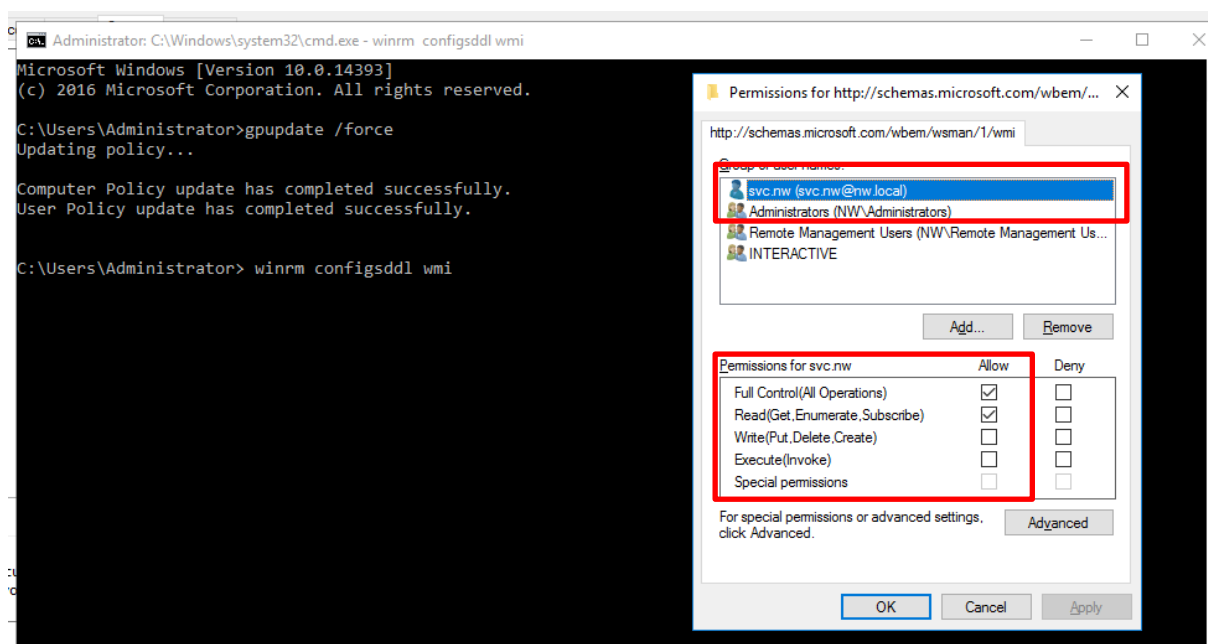 Administrator: C:\Windows\system32\cmd.exe - winrm configsddl wmi
Microsoft Windows [Version 10.0.14393]
(c) 2016 Microsoft Corporation. All rights reserved.
C:\Users\Administrator>gpupdate /force
Updating policy...
Computer Policy update has completed successfully.
User Policy update has completed successfully.
C:\Users\Administrator> winrm configsddl wmi
Permissions for http://schemas.microsoft.com/wbem/...
http://schemas.microsoft.com/wbem/wsman/1/wmi
Group or user names:
svc.nw (svc.nw@nw.local)
Administrators (NW\Administrators)
Remote Management Users (NW\Remote Management Us...
INTERACTIVE
Add...
Remove
Permissions for svc.nw Allow Deny
Full Control(All Operations)
Read(Get,Enumerate,Subscribe)
Write(Put,Delete,Create)
Execute(Invoke)
Special permissions
For special permissions or advanced settings,
click Advanced.
Advanced
OK
Cancel
Apply